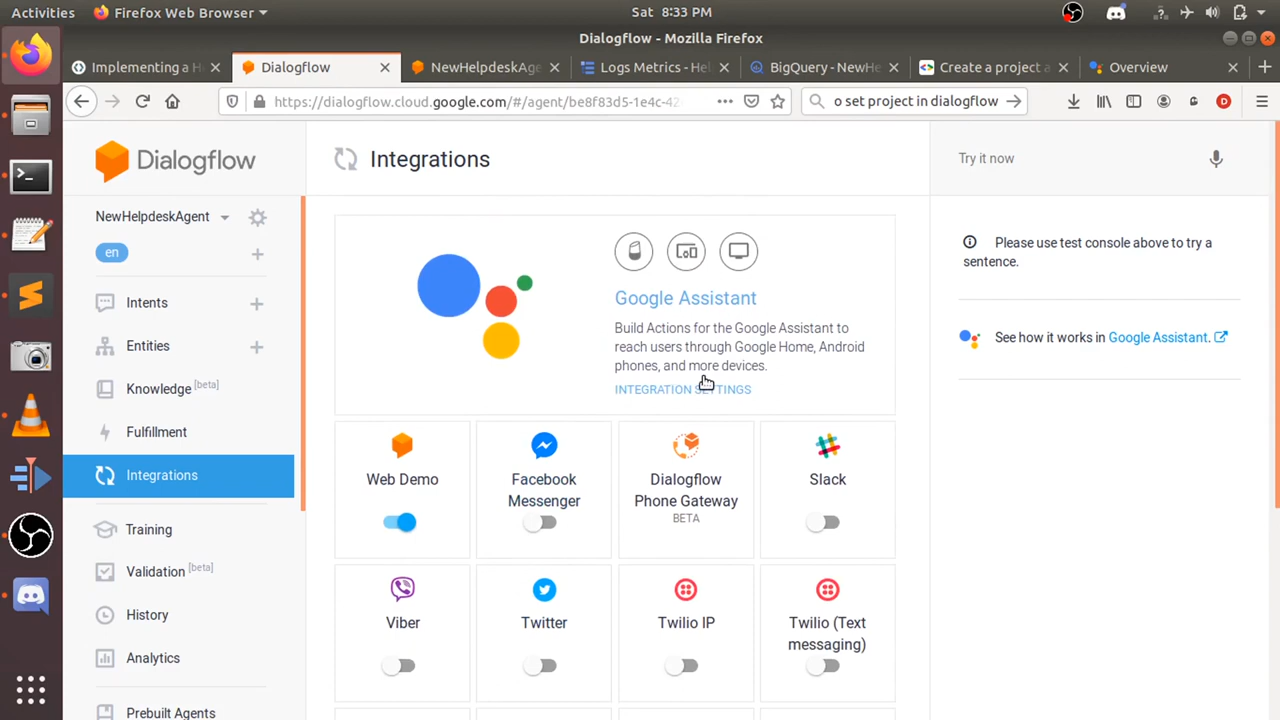 Activities
Firefox Web Browser
Sat 8:33 PM
Dialogflow - Mozilla Firefox
Implementing a H
Dialogflow
NewHelpdeskAge
Logs Metrics - Hel
BigQuery - NewHe
Create a project a
Overview
https://dialogflow.cloud.google.com/#/agent/be8f83d5-1e4c-42
o set project in dialogflow
Dialogflow
NewHelpdeskAgent
en
Intents
Entities
Knowledge [beta]
Fulfillment
Integrations
Training
Validation [beta]
History
Analytics
Prebuilt Agents
Integrations
Google Assistant
Build Actions for the Google Assistant to
reach users through Google Home, Android
phones, and more devices.
INTEGRATION SETTINGS
Web Demo
Facebook
Messenger
Dialogflow
Phone Gateway
BETA
Slack
Viber
Twitter
Twilio IP
Twilio (Text
messaging)
Try it now
Please use test console above to try a
sentence.
See how it works in Google Assistant.